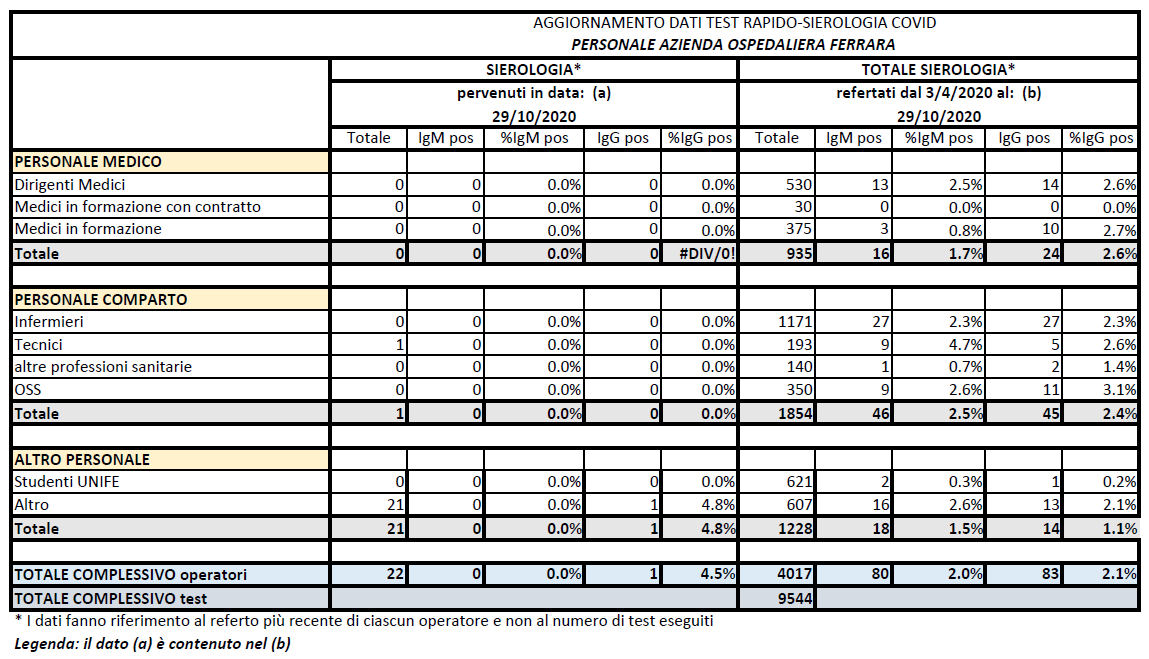 AGGIORNAMENTO DATI TEST RAPIDO-SIEROLOGIA COVID
PERSONALE AZIENDA OSPEDALIERA FERRARA
SIEROLOGIA* TOTALE SIEROLOGIA*
pervenuti in data: (a) refertati dal 3/4/2020 al: (b)
29/10/2020 29/10/2020
Totale IgM pos %IgM pos IgG pos %IgG pos Totale IgM pos %IgM pos IgG pos %IgG pos
PERSONALE MEDICO
Dirigenti Medici 0 0 0.0% 0 0.0% 530 13 2.5% 14 2.6%
Medici in formazione con contratto 0 0 0.0% 0 0.0% 30 0 0.0% 0 0.0%
Medici in formazione 0 0 0.0% 0 0.0% 375 3 0.8% 10 2.7%
Totale 0 0 0.0% 0 #DIV/0! 935 16 1.7% 24 2.6%
PERSONALE COMPARTO
Infermieri 0 0 0.0% 0 0.0% 1171 27 2.3% 27 2.3%
Tecnici 1 0 0.0% 0 0.0% 193 9 4.7% 5 2.6%
altre professioni sanitarie 0 0 0.0% 0 0.0% 140 1 0.7% 2 1.4%
OSS 0 0 0.0% 0 0.0% 350 9 2.6% 11 3.1%
Totale 1 0 0.0% 0 0.0% 1854 46 2.5% 45 2.4%
ALTRO PERSONALE
Studenti UNIFE 0 0 0.0% 0 0.0% 621 2 0.3% 1 0.2%
Altro 21 0 0.0% 1 4.8% 607 16 2.6% 13 2.1%
Totale 21 0 0.0% 1 4.8% 1228 18 1.5% 14 1.1%
TOTALE COMPLESSIVO operatori 22 0 0.0% 1 4.5% 4017 80 2.0% 83 2.1%
TOTALE COMPLESSIVO test 9544
* I dati fanno riferimento al referto più recente di ciascun operatore e non al numero di test eseguiti
Legenda: il dato (a) è contenuto nel (b)